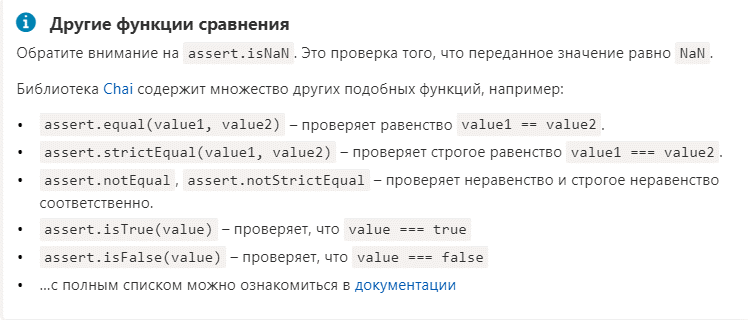 Другие функции сравнения
Обратите внимание на assert.isNaN. Это проверка того, что переданное значение равно NaN.
Библиотека Chai содержит множество других подобных функций, например:
• assert.equal(value1, value2) – проверяет равенство value1 == value2.
• assert.strictEqual(value1, value2) – проверяет строгое равенство value1 === value2.
• assert.notEqual, assert.notStrictEqual – проверяет неравенство и строгое неравенство
соответственно.
• assert.isTrue(value) – проверяет, что value === true
• assert.isFalse(value) – проверяет, что value === false
• …с полным списком можно ознакомиться в документации